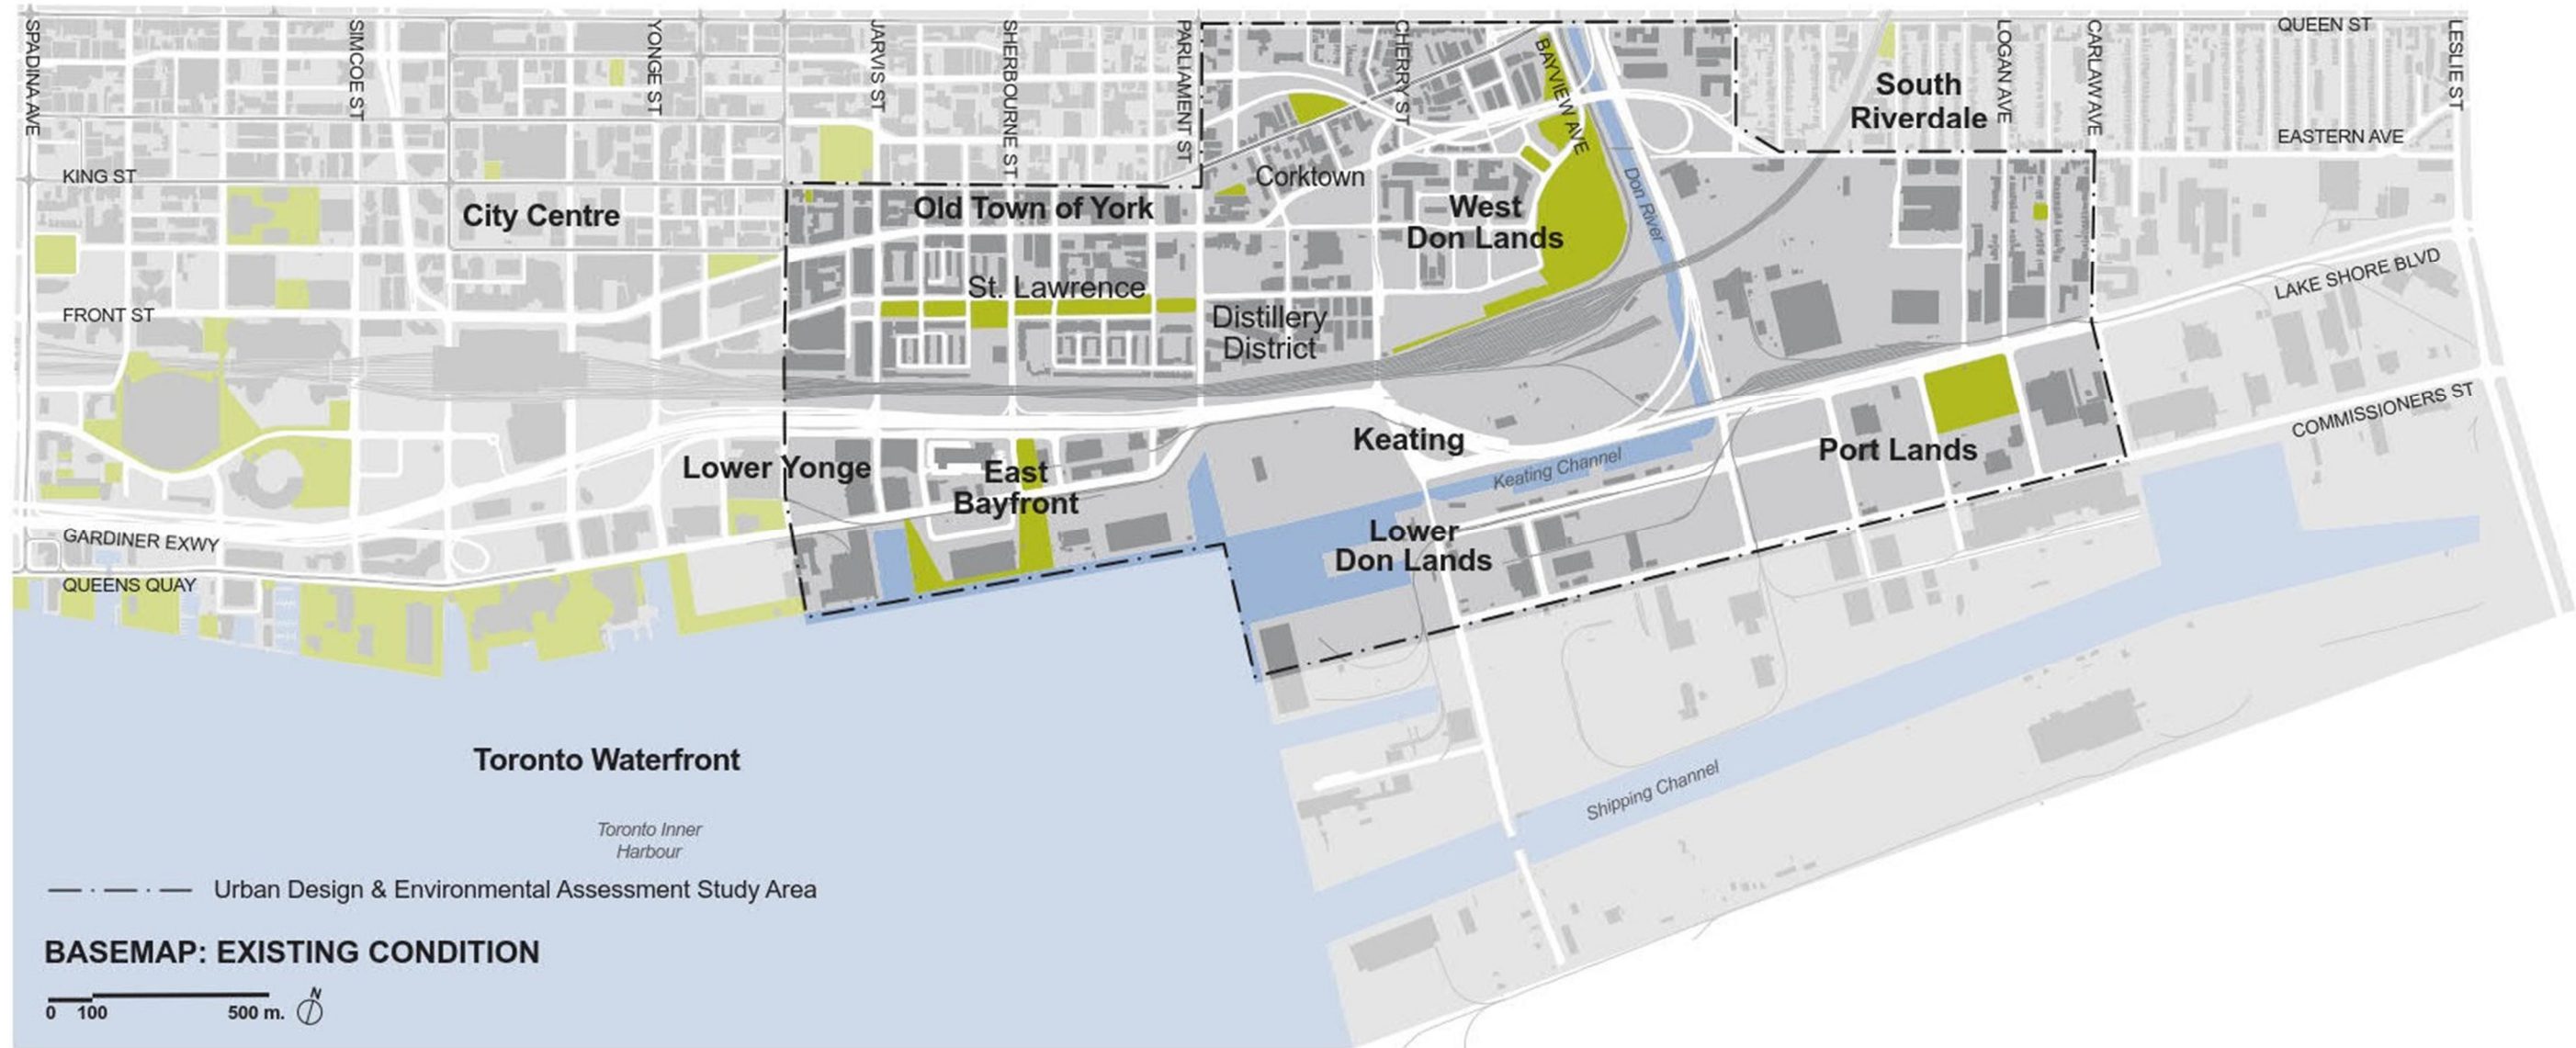 SPADINA AVE
SIMCOE ST
YONGE ST
JARVIS ST
SHERBOURNE ST
PARLIAMENT ST
CHERRY ST
BAYVIEW AVE
LOGAN AVE
CARLAW AVE
QUEEN ST
LESLIE ST
South
Riverdale
EASTERN AVE
KING ST
Corktown
City Centre
Old Town of York
West
Don Lands
Don River
St. Lawrence
LAKE SHORE BLVD
FRONT ST
Distillery
District
COMMISSIONERS ST
Keating
Port Lands
Lower Yonge
East
Bayfront
Keating Channel
GARDINER EXWY
Lower
Don Lands
QUEENS QUAY
Toronto Waterfront
Shipping Channel
Toronto Inner
Harbour
Urban Design & Environmental Assessment Study Area
BASEMAP: EXISTING CONDITION
N
0 100 500 m.